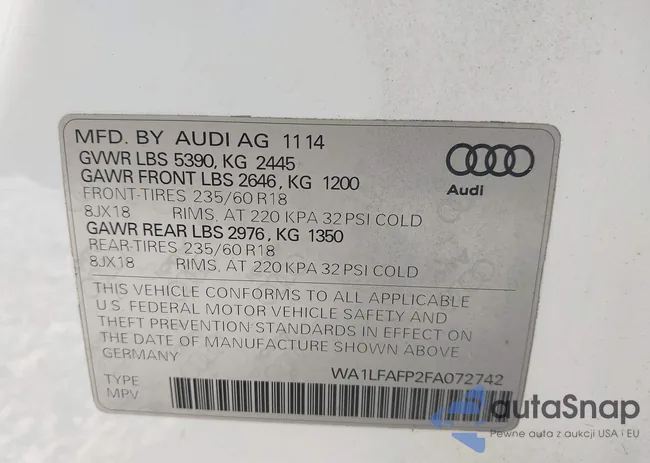 MFD. BY AUDI AG 11 14
GVWR LBS 5390, KG 2445
GAWR FRONT LBS 2646, KG 1200
FRONT-TIRES 235/60 R18
8JX18 RIMS, AT 220 KPA 32 PSI COLD
GAWR REAR LBS 2976, KG 1350
REAR-TIRES 235/60 R18
8JX18 RIMS, AT 220 KPA 32 PSI COLD
Audi
THIS VEHICLE CONFORMS TO ALL APPLICABLE
U.S. FEDERAL MOTOR VEHICLE SAFETY AND
THEFT PREVENTION STANDARDS IN EFFECT ON
THE DATE OF MANUFACTURE SHOWN ABOVE
GERMANY
WA1LFAFP2FA072742
TYPE
MPV
autaSnap
Pewne auta z aukcji USA i EU